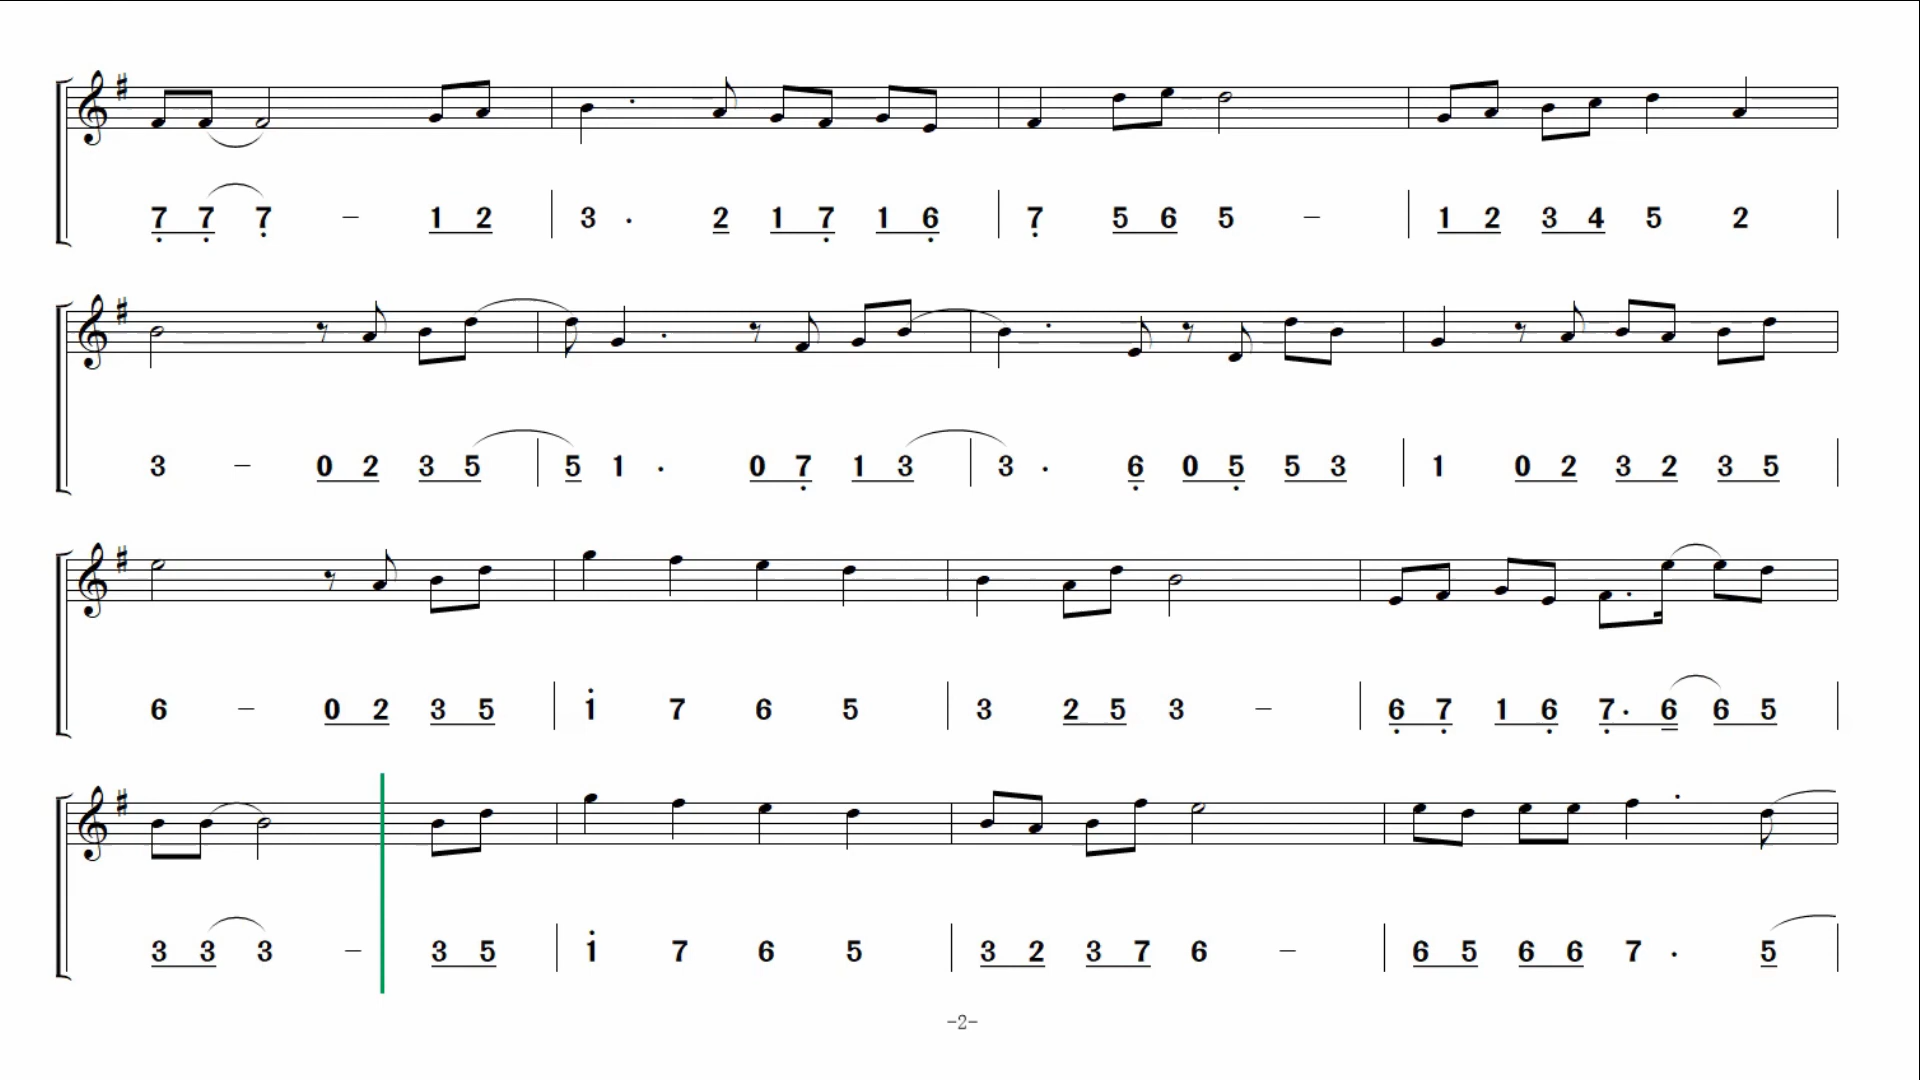 7 7 7 - 1 2 | 3 · 2 1 7 1 6 | 7 5 6 5 - | 1 2 3 4 5 2 |
3 - 0 2 3 5 | 5 1 · 0 7 1 3 | 3 · 6 0 5 5 3 | 1 0 2 3 2 3 5 |
6 - 0 2 3 5 | 1 7 6 5 | 3 2 5 3 - | 6 7 1 6 7 · 6 6 5 |
3 3 3 - 3 5 | 1 7 6 5 | 3 2 3 7 6 - | 6 5 6 6 7 · 5 |
-2-